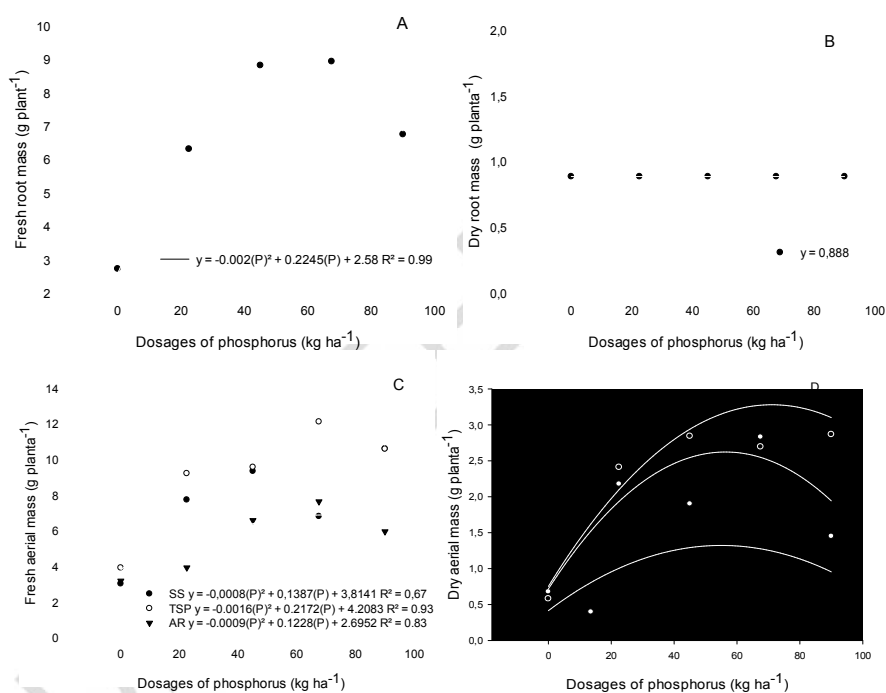 A
10
9
8
7
6
5
4
3
2
Fresh root mass (g plant⁻¹)
y = -0.002(P)² + 0.2245(P) + 2.58 R² = 0.99
0 20 40 60 80 100
Dosages of phosphorus (kg ha⁻¹)
B
2,0
1,5
1,0
0,5
0,0
Dry root mass (g planta⁻¹)
y = 0,888
0 20 40 60 80 100
Dosages of phosphorus (kg ha⁻¹)
C
14
12
10
8
6
4
2
0
Fresh aerial mass (g planta⁻¹)
SS y = -0,0008(P)² + 0,1387(P) + 3,8141 R² = 0,67
TSP y = -0.0016(P)² + 0.2172(P) + 4.2083 R² = 0.93
AR y = -0.0009(P)² + 0.1228(P) + 2.6952 R² = 0.83
0 20 40 60 80 100
Dosages of phosphorus (kg ha⁻¹)
D
3,5
3,0
2,5
2,0
1,5
1,0
0,5
0,0
Dry aerial mass (g planta⁻¹)
0 20 40 60 80 100
Dosages of phosphorus (kg ha⁻¹)